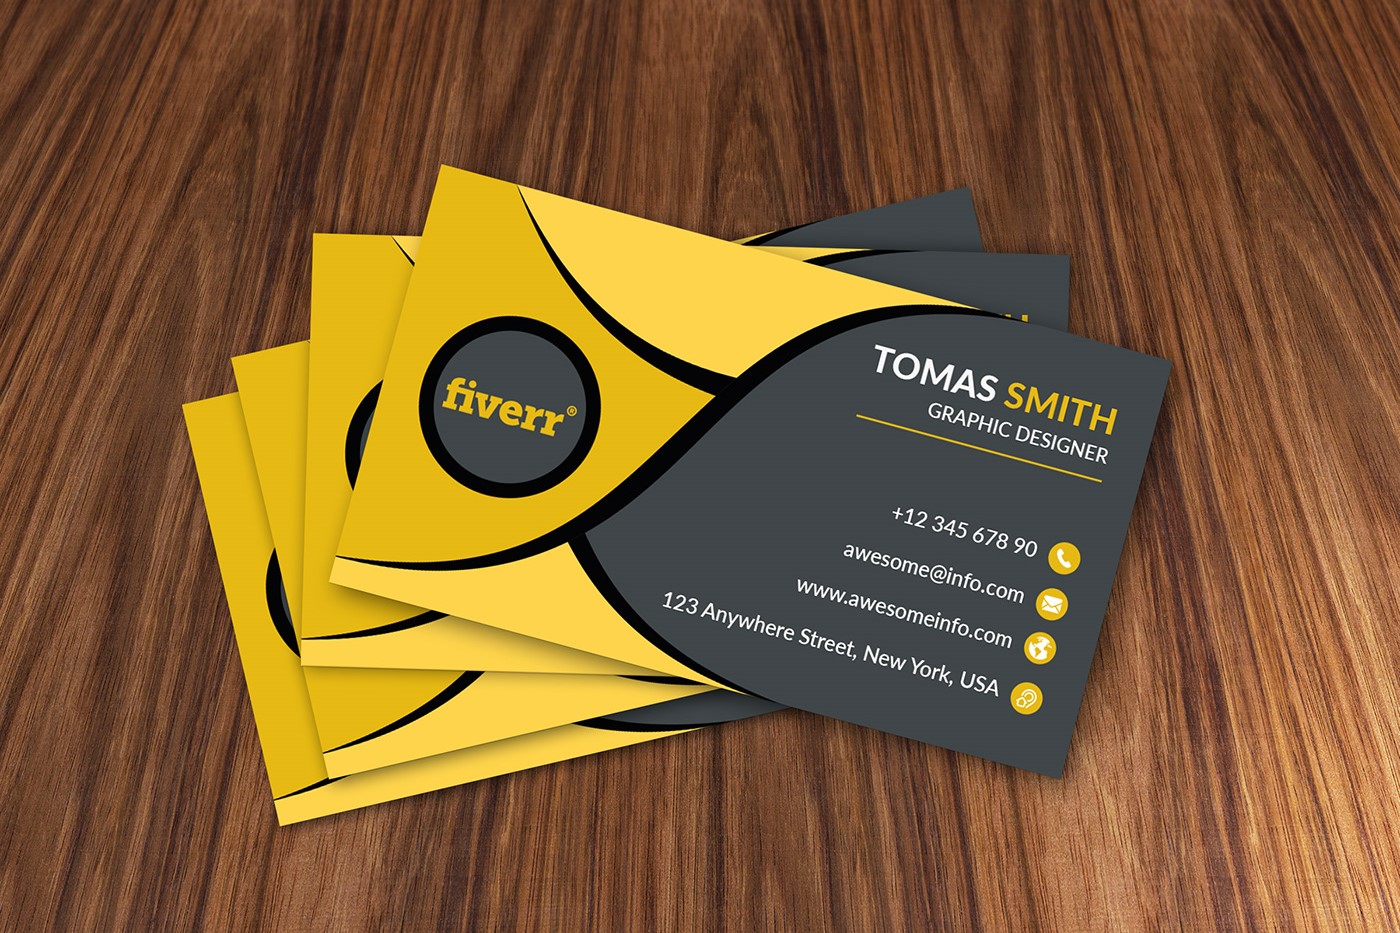 fiverr®
TOMAS SMITH
GRAPHIC DESIGNER
+12 345 678 90
awesome@info.com
www.awesomeinfo.com
123 Anywhere Street, New York, USA